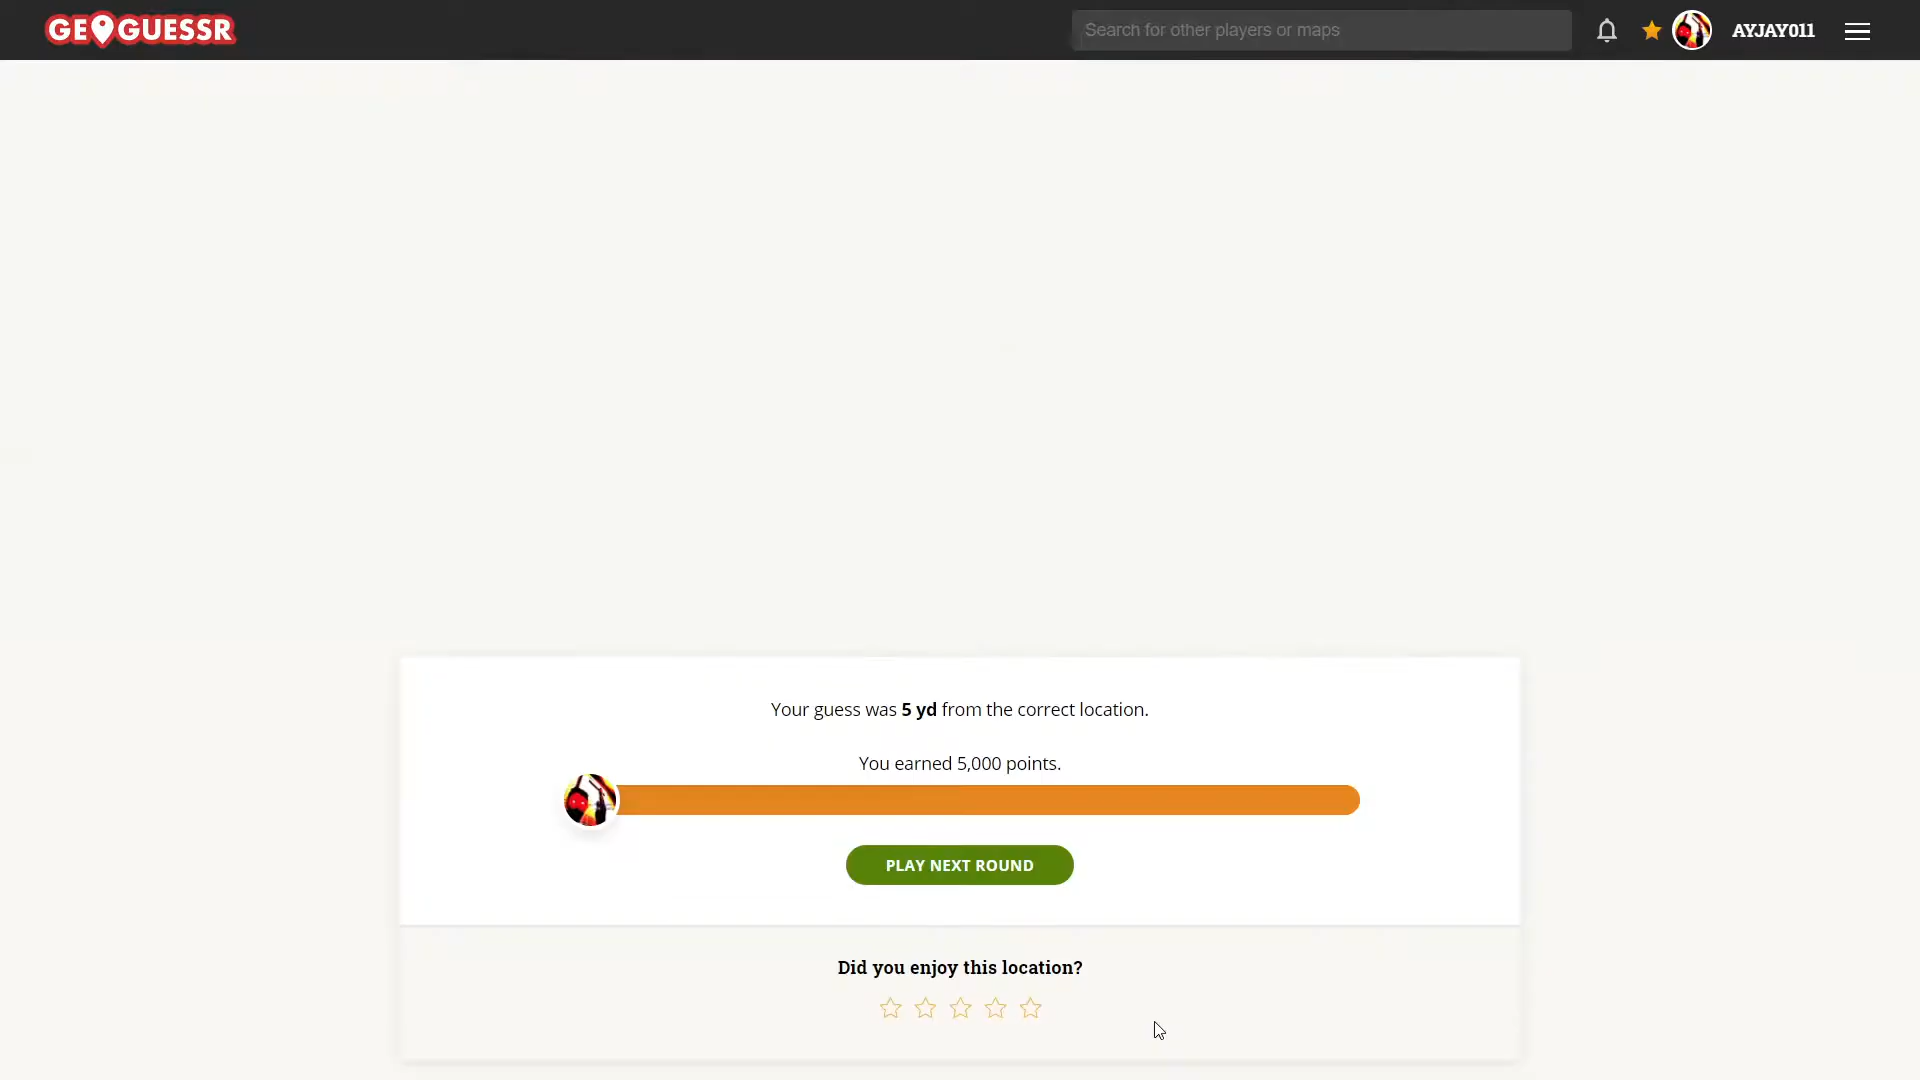 GEOGUESSR
Search for other players or maps
AYJAY011
Your guess was 5 yd from the correct location.
You earned 5,000 points.
PLAY NEXT ROUND
Did you enjoy this location?